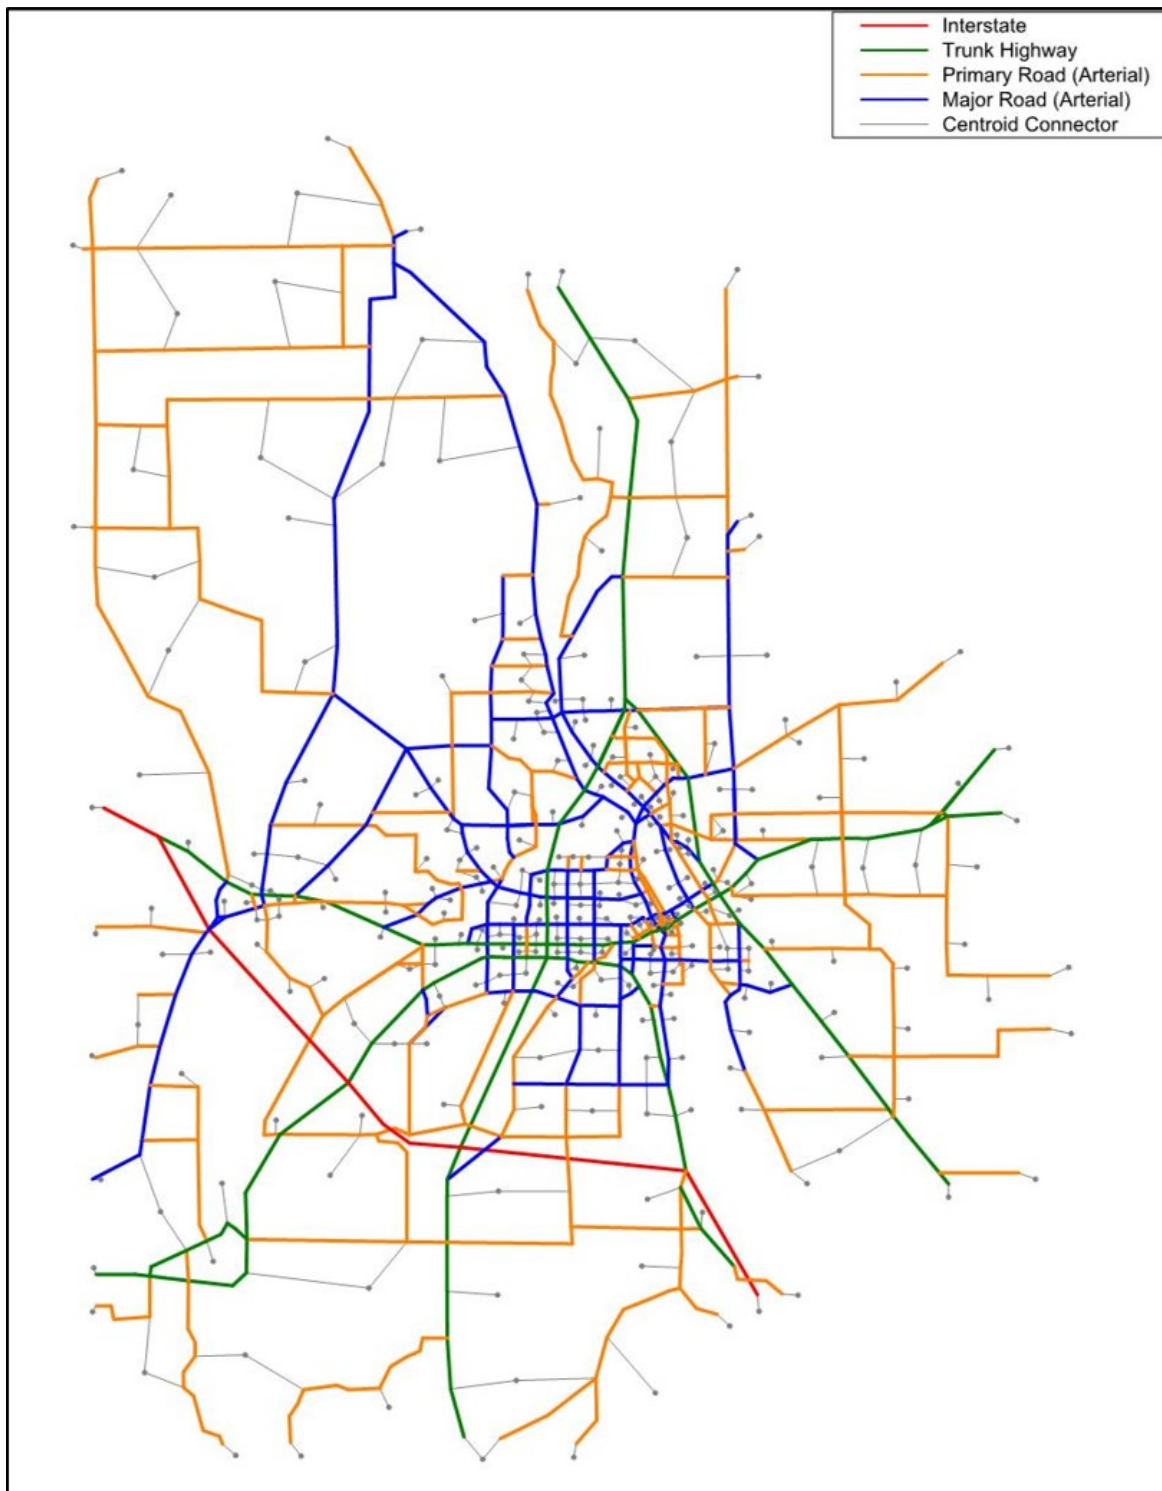 Interstate
Trunk Highway
Primary Road (Arterial)
Major Road (Arterial)
Centroid Connector